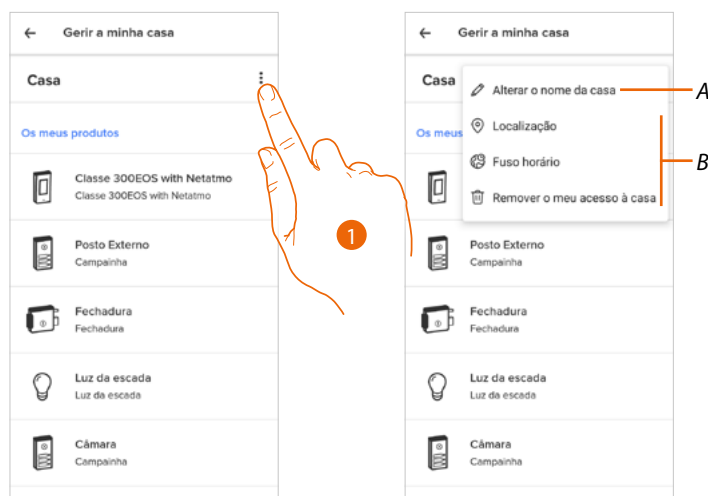 Gerir a minha casa
Casa
Os meus produtos
Classe 300EOS with Netatmo
Classe 300EOS with Netatmo
Posto Externo
Campainha
Fechadura
Fechadura
Luz da escada
Luz da escada
Câmara
Campainha
1
Gerir a minha casa
Casa
Alterar o nome da casa
A
Os meus
Localização
Fuso horário
B
Remover o meu acesso à casa
Posto Externo
Campainha
Fechadura
Fechadura
Luz da escada
Luz da escada
Câmara
Campainha